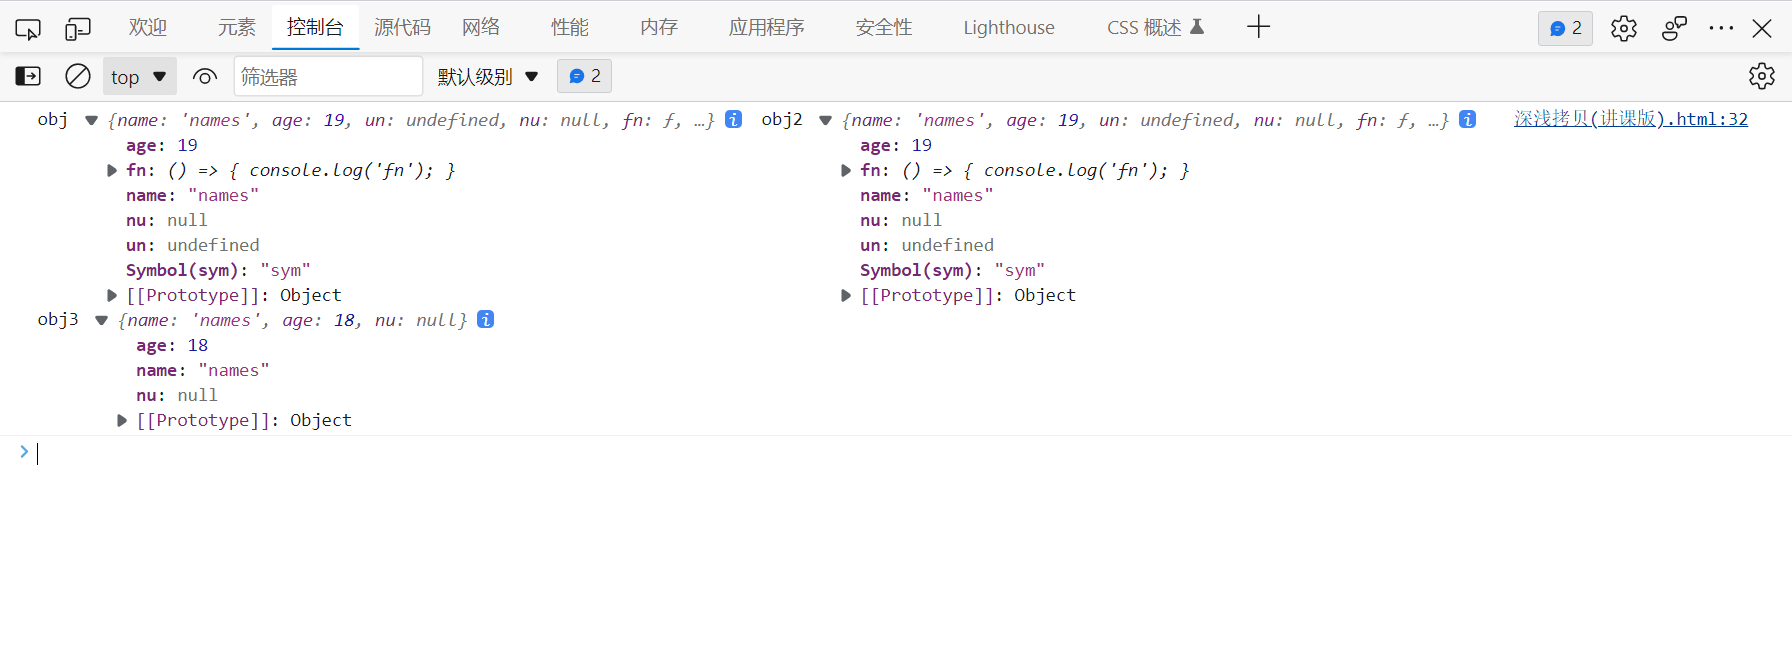 欢迎 元素 控制台 源代码 网络 性能 内存 应用程序 安全性 Lighthouse CSS 概述 2
top 筛选器 默认级别 2
obj {name: 'names', age: 19, un: undefined, nu: null, fn: ƒ, …} i obj2 {name: 'names', age: 19, un: undefined, nu: null, fn: ƒ, …} i 深浅拷贝(讲课版).html:32
age: 19 age: 19
fn: () => { console.log('fn'); } fn: () => { console.log('fn'); }
name: "names" name: "names"
nu: null nu: null
un: undefined un: undefined
Symbol(sym): "sym" Symbol(sym): "sym"
[[Prototype]]: Object [[Prototype]]: Object
obj3 {name: 'names', age: 18, nu: null} i
age: 18
name: "names"
nu: null
[[Prototype]]: Object